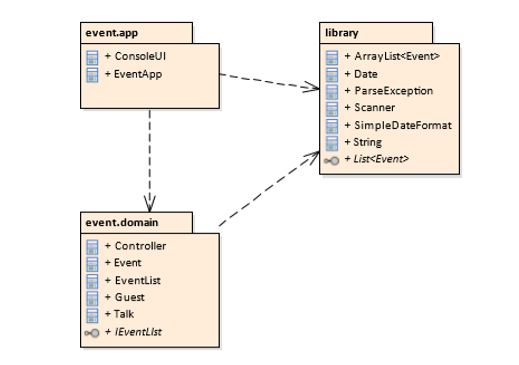 event.app
+ ConsoleUI
+ EventApp
library
+ ArrayList<Event>
+ Date
+ ParseException
+ Scanner
+ SimpleDateFormat
+ String
+ List<Event>
event.domain
+ Controller
+ Event
+ EventList
+ Guest
+ Talk
+ IEventList